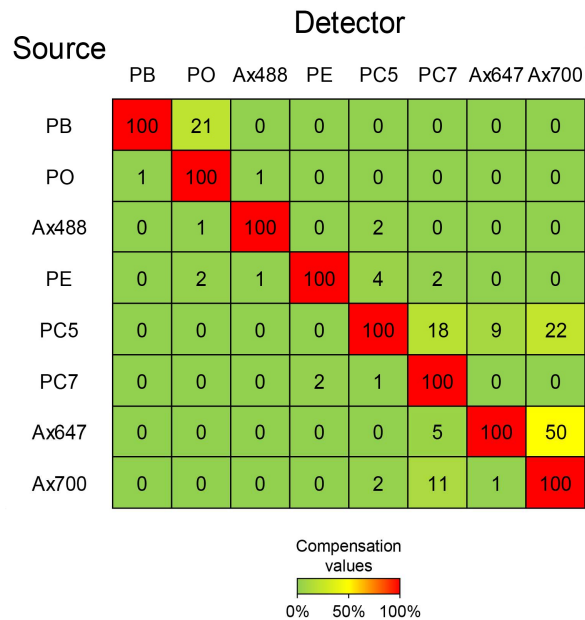 Detector
Source
PB PO Ax488 PE PC5 PC7 Ax647 Ax700
PB 100 21 0 0 0 0 0 0
PO 1 100 1 0 0 0 0 0
Ax488 0 1 100 0 2 0 0 0
PE 0 2 1 100 4 2 0 0
PC5 0 0 0 0 100 18 9 22
PC7 0 0 0 2 1 100 0 0
Ax647 0 0 0 0 0 5 100 50
Ax700 0 0 0 0 2 11 1 100
Compensation
values
0% 50% 100%